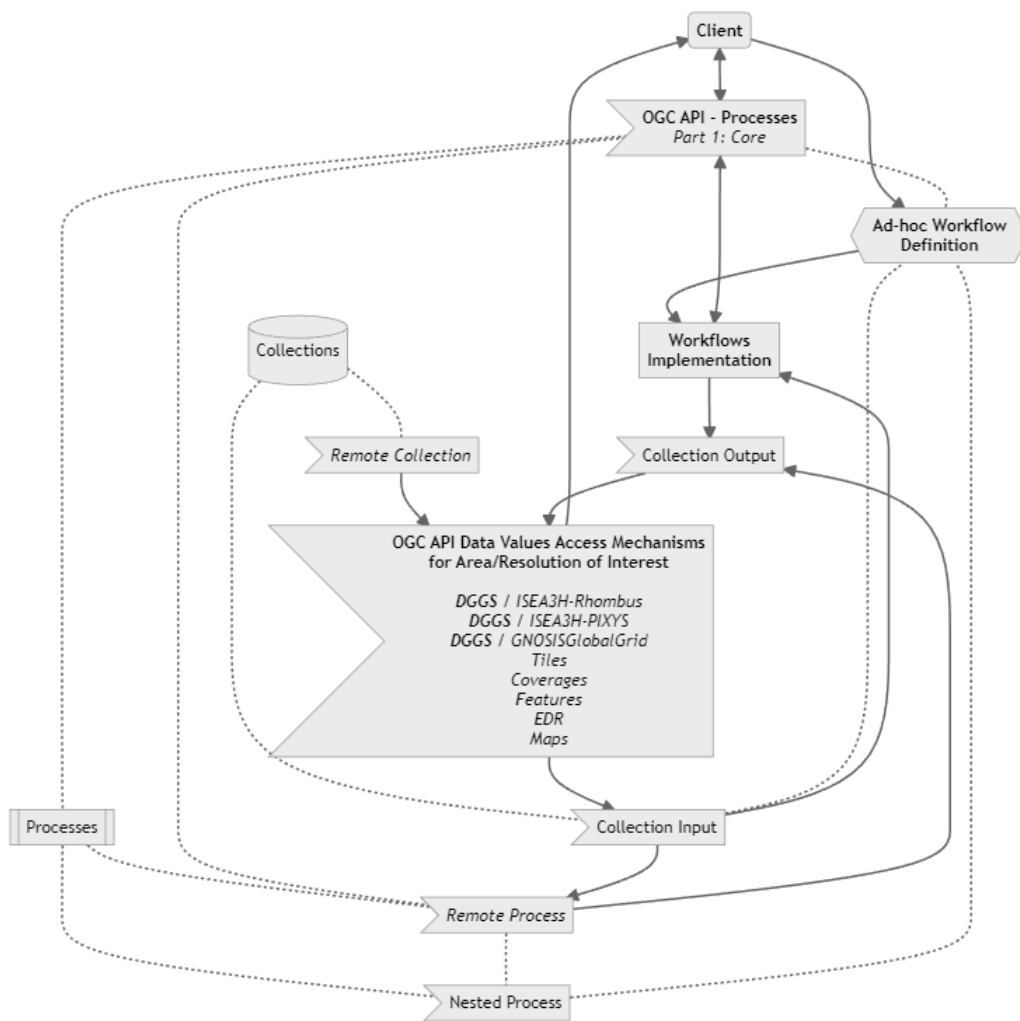 Client
OGC API - Processes
Part 1: Core
Ad-hoc Workflow
Definition
Collections
Workflows
Implementation
Remote Collection
Collection Output
OGC API Data Values Access Mechanisms
for Area/Resolution of Interest
DGGS / ISEA3H-Rhombus
DGGS / ISEA3H-PIXYS
DGGS / GNOSISGlobalGrid
Tiles
Coverages
Features
EDR
Maps
Processes
Collection Input
Remote Process
Nested Process